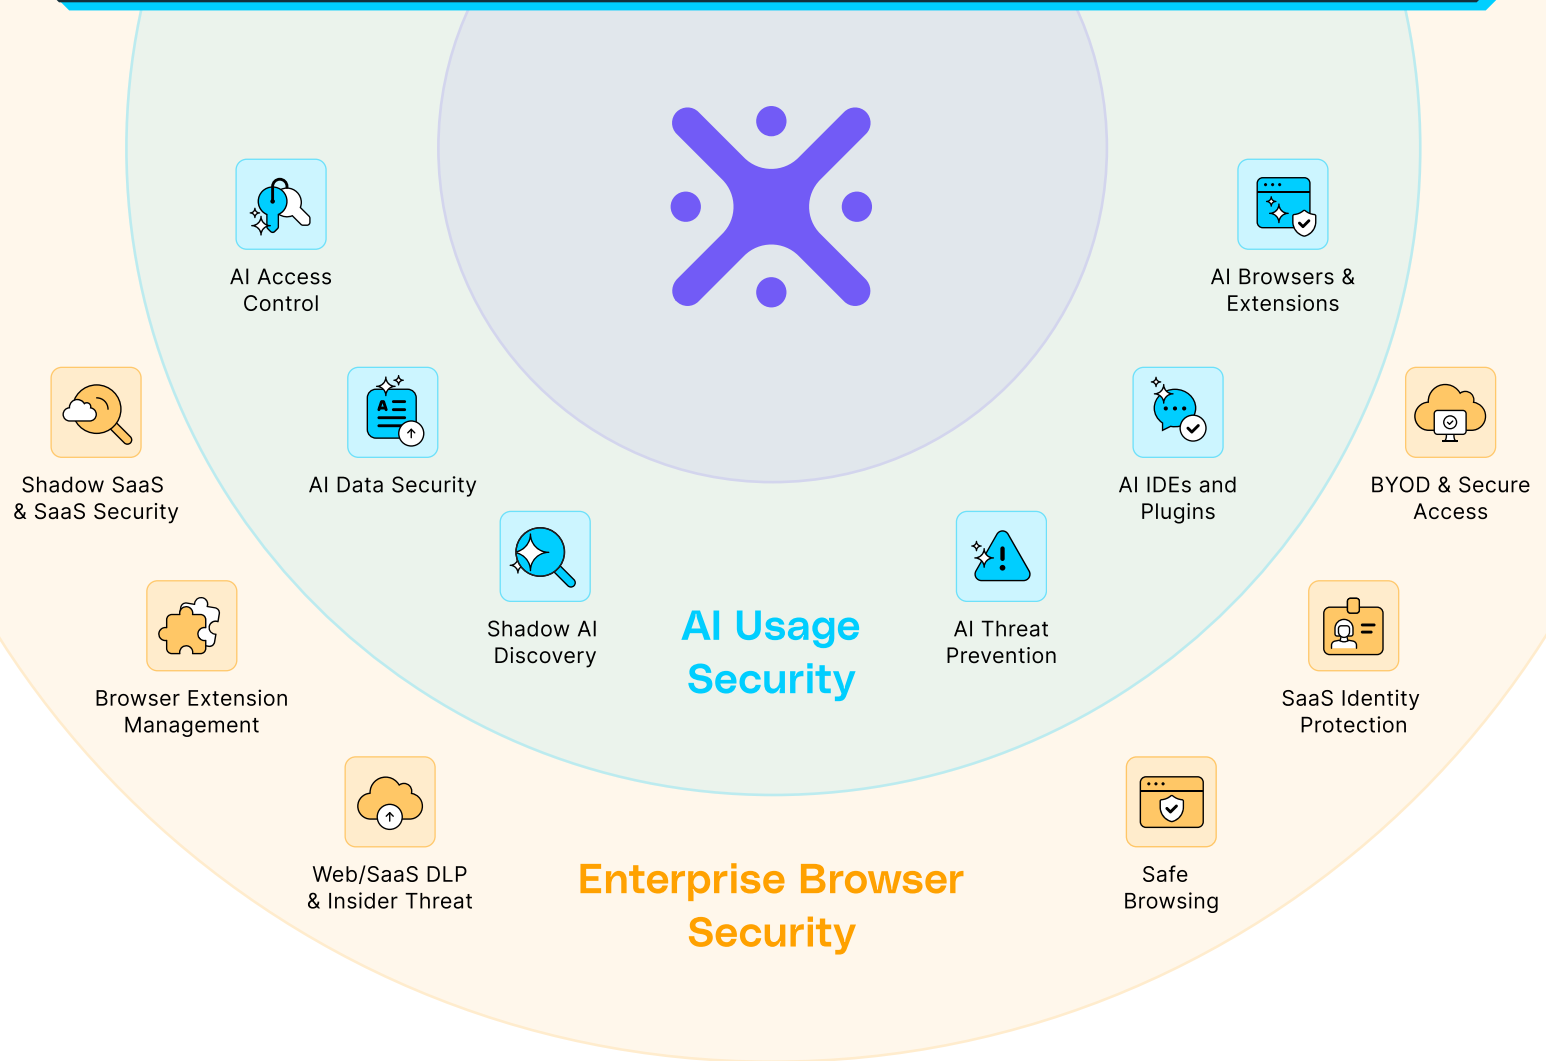 AI Access
Control
AI Browsers &
Extensions
Shadow SaaS
& SaaS Security
AI Data Security
AI IDEs and
Plugins
BYOD & Secure
Access
Shadow AI
Discovery
AI Usage
Security
AI Threat
Prevention
Browser Extension
Management
SaaS Identity
Protection
Web/SaaS DLP
& Insider Threat
Enterprise Browser
Security
Safe
Browsing